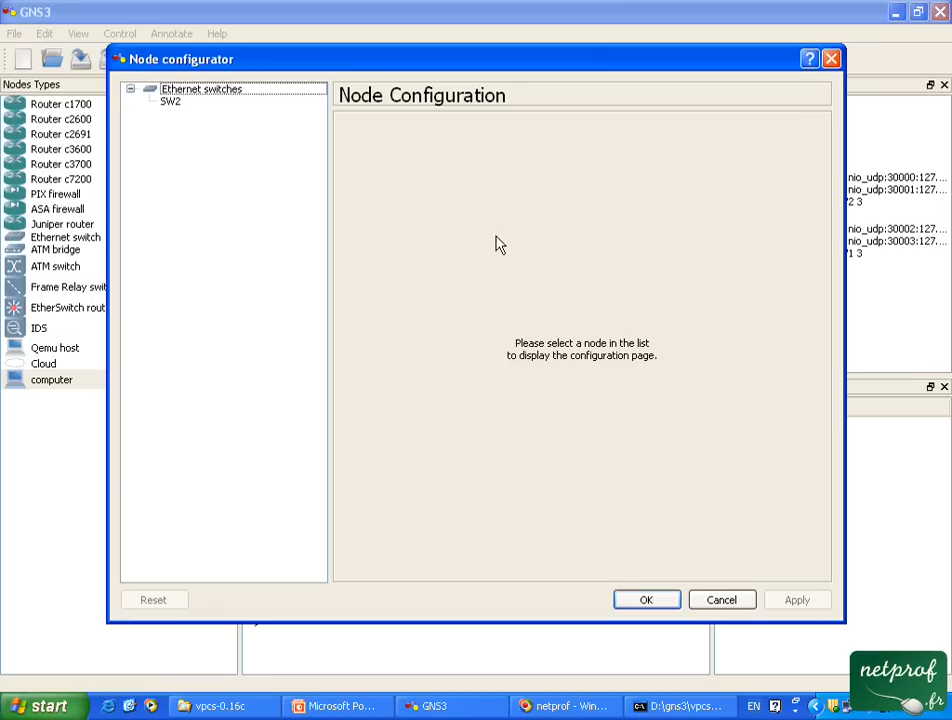 GNS3
File Edit View Control Annotate Help
Node configurator
Nodes Types
Router c1700
Router c2600
Router c2691
Router c3600
Router c3700
Router c7200
PIX firewall
ASA firewall
Juniper router
Ethernet switch
ATM bridge
ATM switch
Frame Relay swit
EtherSwitch rout
IDS
Qemu host
Cloud
computer
Ethernet switches
SW2
Node Configuration
Please select a node in the list
to display the configuration page.
nio_udp:30000:127....
nio_udp:30001:127....
2 3
nio_udp:30002:127....
nio_udp:30003:127....
1 3
Reset OK Cancel Apply
netprof
.fr
start vpcs-0.16c Microsoft Po... GNS3 netprof - Win... D:\gns3\vpcs... EN